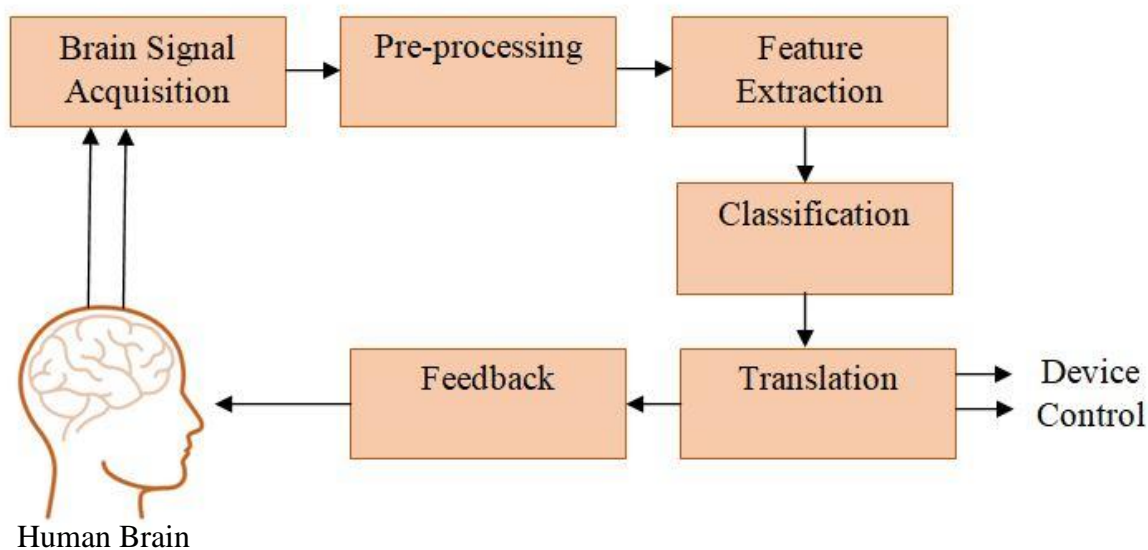 Brain Signal
Acquisition
Pre-processing
Feature
Extraction
Classification
Translation
Device
Control
Feedback
Human Brain